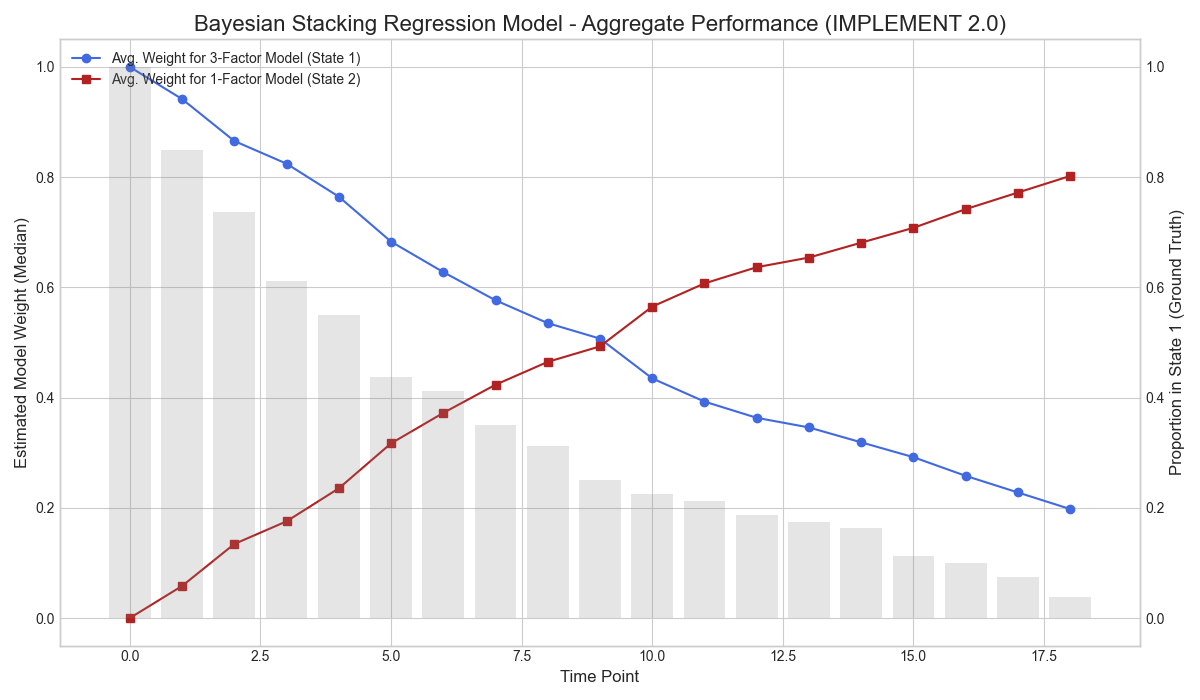 Bayesian Stacking Regression Model - Aggregate Performance (IMPLEMENT 2.0)
Avg. Weight for 3-Factor Model (State 1)
Avg. Weight for 1-Factor Model (State 2)
Estimated Model Weight (Median)
1.0
0.8
0.6
0.4
0.2
0.0
Proportion in State 1 (Ground Truth)
1.0
0.8
0.6
0.4
0.2
0.0
0.0 2.5 5.0 7.5 10.0 12.5 15.0 17.5
Time Point